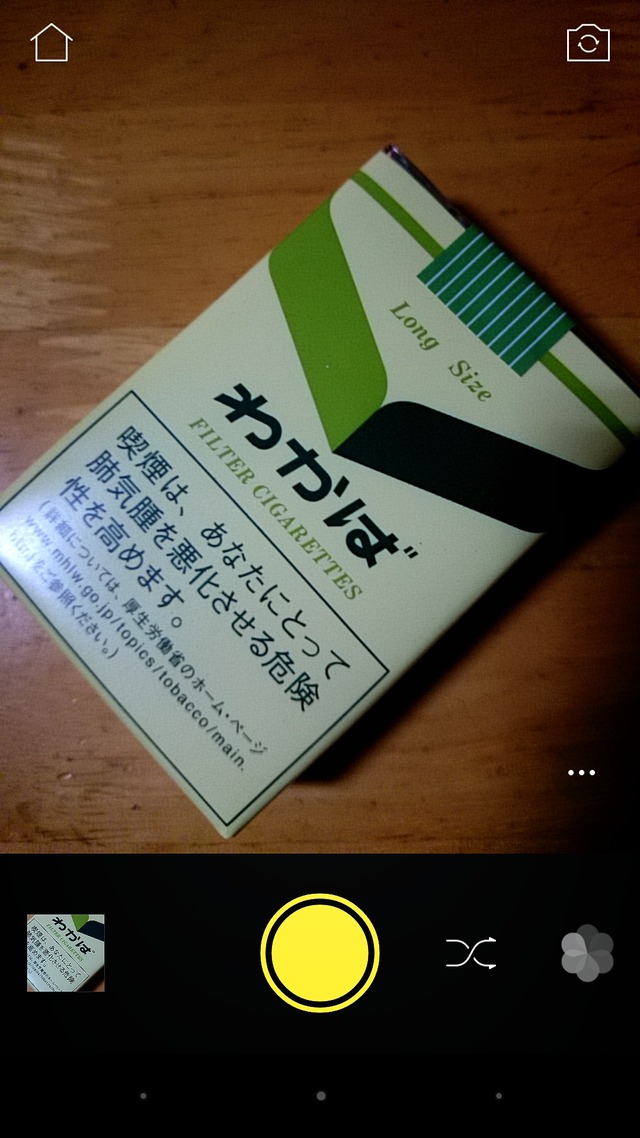 Long Size
わかば
FILTER CIGARETTES
喫煙は、あなたにとって
肺気腫を悪化させる危険
性を高めます。
(詳細については、厚生労働省のホーム・ページ
www.mhlw.go.jp/topics/tobacco/main.
html をご参照ください。)